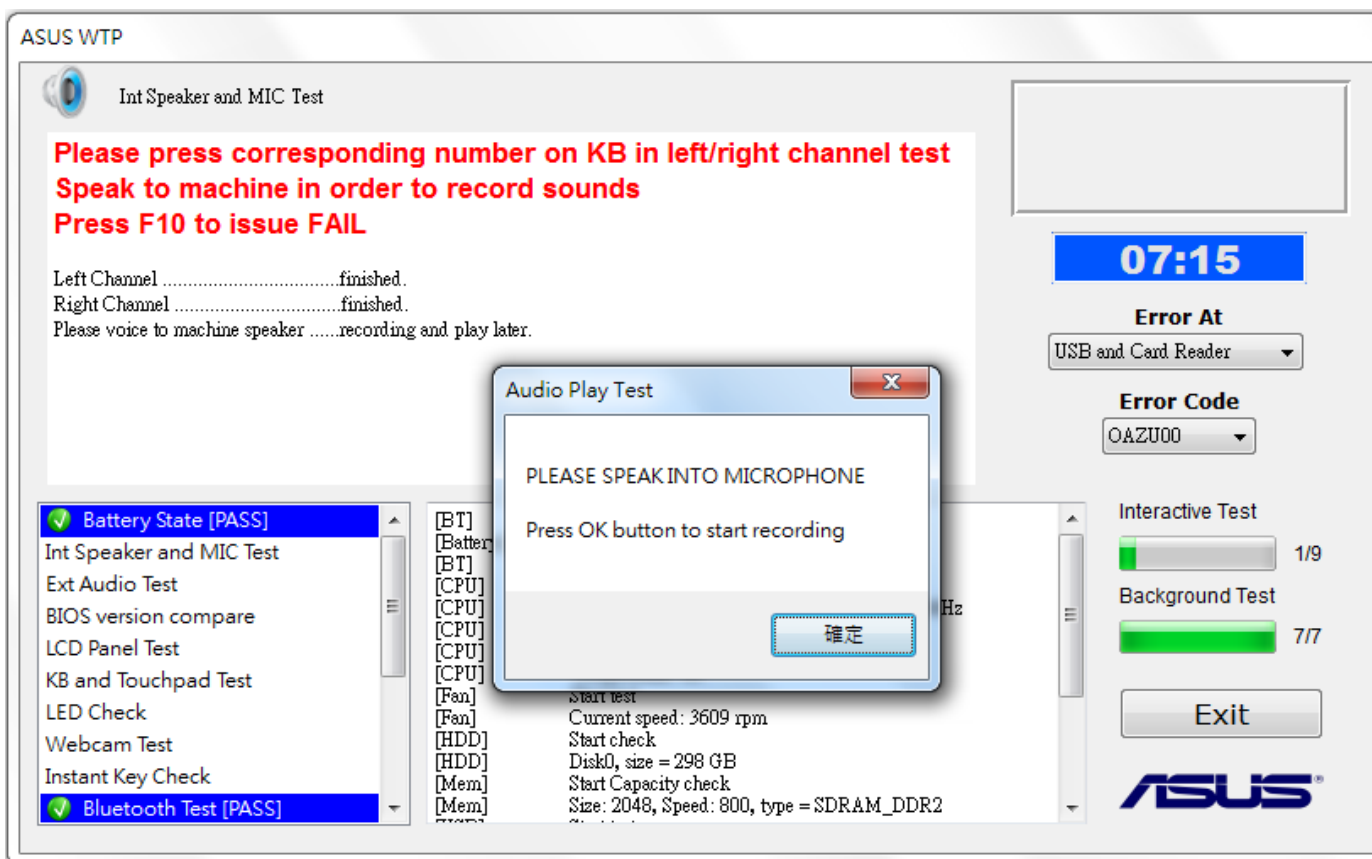 ASUS WTP
Int Speaker and MIC Test
Please press corresponding number on KB in left/right channel test
Speak to machine in order to record sounds
Press F10 to issue FAIL
Left Channel ...................................finished.
Right Channel .................................finished.
Please voice to machine speaker ......recording and play later.
07:15
Error At
USB and Card Reader
Error Code
OAZU00
Audio Play Test
PLEASE SPEAK INTO MICROPHONE
Press OK button to start recording
確定
Battery State [PASS]
Int Speaker and MIC Test
Ext Audio Test
BIOS version compare
LCD Panel Test
KB and Touchpad Test
LED Check
Webcam Test
Instant Key Check
Bluetooth Test [PASS]
[BT]
[BT]
[CPU]
[CPU] Hz
[CPU]
[CPU]
[CPU]
[Fan] Start test
[Fan] Current speed: 3609 rpm
[HDD] Start check
[HDD] Disk0, size = 298 GB
[Mem] Start Capacity check
[Mem] Size: 2048, Speed: 800, type = SDRAM_DDR2
Interactive Test
1/9
Background Test
7/7
Exit
ASUS